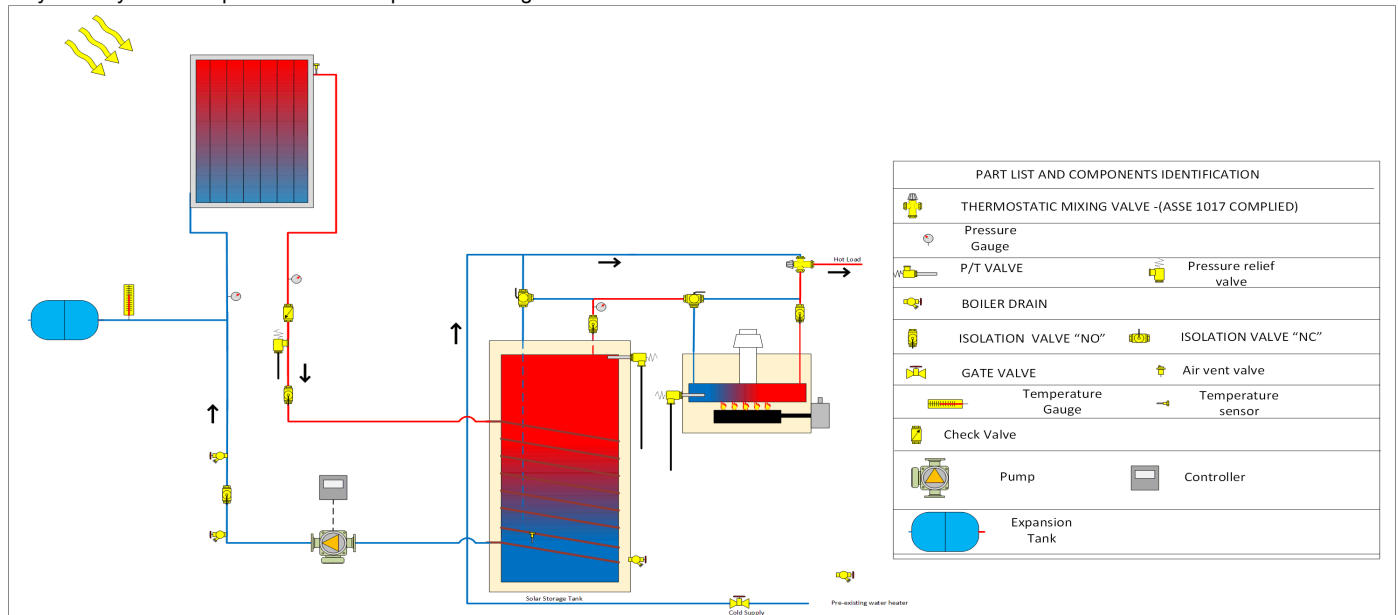 Hot Load
Solar Storage Tank
Cold Supply
Pre-existing water heater
PART LIST AND COMPONENTS IDENTIFICATION
THERMOSTATIC MIXING VALVE -(ASSE 1017 COMPLIED)
Pressure
Gauge
P/T VALVE
Pressure relief
valve
BOILER DRAIN
ISOLATION VALVE "NO"
ISOLATION VALVE "NC"
GATE VALVE
Air vent valve
Temperature
Gauge
Temperature
sensor
Check Valve
Pump
Controller
Expansion
Tank